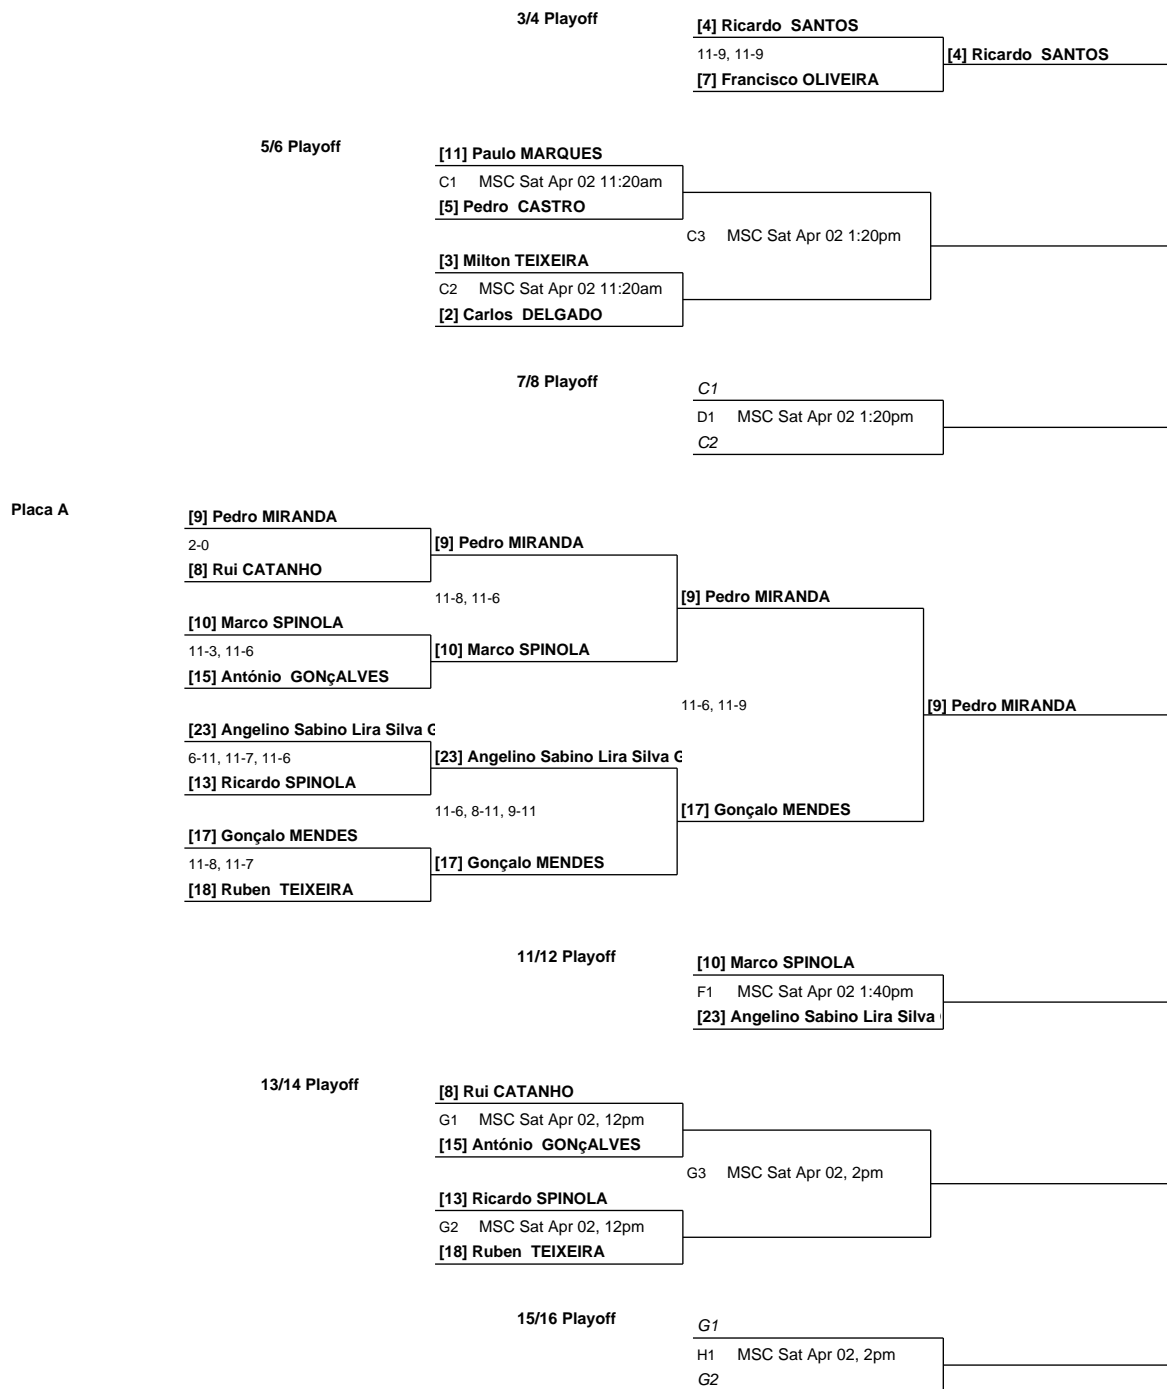 3/4 Playoff
[4] Ricardo SANTOS
11-9, 11-9
[4] Ricardo SANTOS
[7] Francisco OLIVEIRA
5/6 Playoff
[11] Paulo MARQUES
C1 MSC Sat Apr 02 11:20am
[5] Pedro CASTRO
C3 MSC Sat Apr 02 1:20pm
[3] Milton TEIXEIRA
C2 MSC Sat Apr 02 11:20am
[2] Carlos DELGADO
7/8 Playoff
C1
D1 MSC Sat Apr 02 1:20pm
C2
Placa A
[9] Pedro MIRANDA
2-0
[9] Pedro MIRANDA
[8] Rui CATANHO
11-8, 11-6
[9] Pedro MIRANDA
[10] Marco SPINOLA
11-3, 11-6
[10] Marco SPINOLA
[15] António GONçALVES
11-6, 11-9
[9] Pedro MIRANDA
[23] Angelino Sabino Lira Silva G
6-11, 11-7, 11-6
[23] Angelino Sabino Lira Silva G
[13] Ricardo SPINOLA
11-6, 8-11, 9-11
[17] Gonçalo MENDES
[17] Gonçalo MENDES
11-8, 11-7
[17] Gonçalo MENDES
[18] Ruben TEIXEIRA
11/12 Playoff
[10] Marco SPINOLA
F1 MSC Sat Apr 02 1:40pm
[23] Angelino Sabino Lira Silva
13/14 Playoff
[8] Rui CATANHO
G1 MSC Sat Apr 02, 12pm
[15] António GONçALVES
G3 MSC Sat Apr 02, 2pm
[13] Ricardo SPINOLA
G2 MSC Sat Apr 02, 12pm
[18] Ruben TEIXEIRA
15/16 Playoff
G1
H1 MSC Sat Apr 02, 2pm
G2